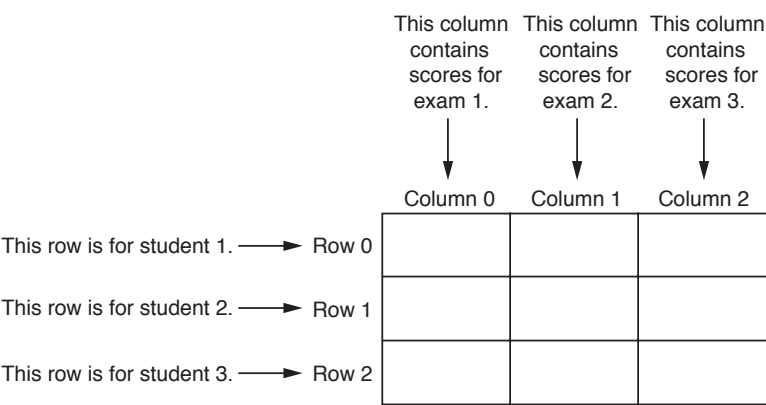 This column This column This column
contains contains contains
scores for scores for scores for
exam 1. exam 2. exam 3.
Column 0 Column 1 Column 2
This row is for student 1. Row 0
This row is for student 2. Row 1
This row is for student 3. Row 2